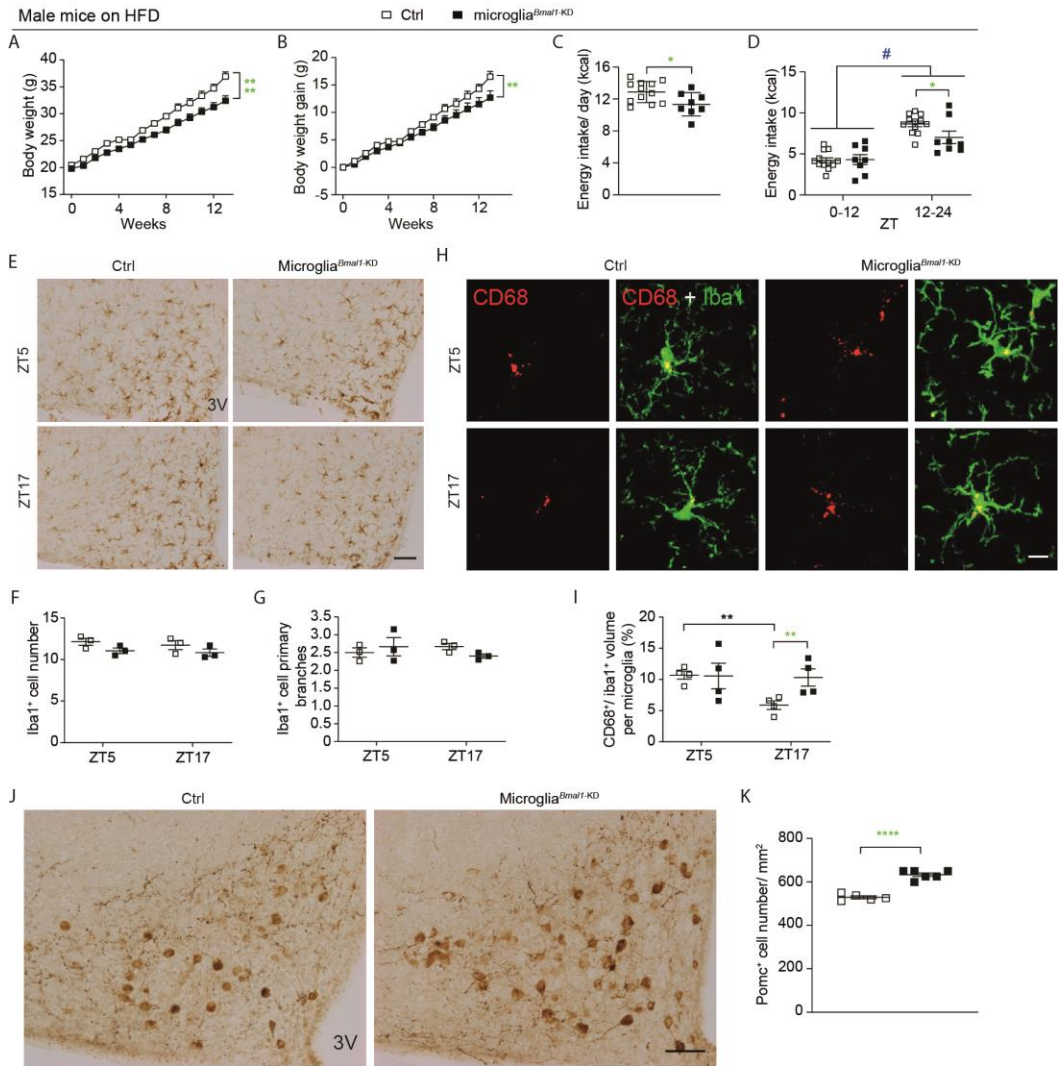 Male mice on HFD
Ctrl
microglia^Bmal1-KD
A
Body weight (g)
40
35
30
25
20
15
0 4 8 12
Weeks
**
**
B
Body weight gain (g)
20
15
10
5
0
-5
0 4 8 12
Weeks
**
C
Energy intake/ day (kcal)
20
15
10
5
0
*
D
Energy intake (kcal)
15
10
5
0
#
*
0-12 12-24
ZT
E
Ctrl
Microglia^Bmal1-KD
ZT5
3V
ZT17
H
Ctrl
Microglia^Bmal1-KD
CD68
CD68 + Iba1
ZT5
ZT17
F
Iba1+ cell number
15
10
5
0
ZT5 ZT17
G
Iba1+ cell primary
branches
3.5
3.0
2.5
2.0
1.5
1.0
0.5
0
ZT5 ZT17
I
CD68+/ iba1+ volume
per microglia (%)
20
15
10
5
0
**
**
ZT5 ZT17
J
Ctrl
Microglia^Bmal1-KD
3V
K
Pomc+ cell number/ mm²
800
600
400
200
0
****